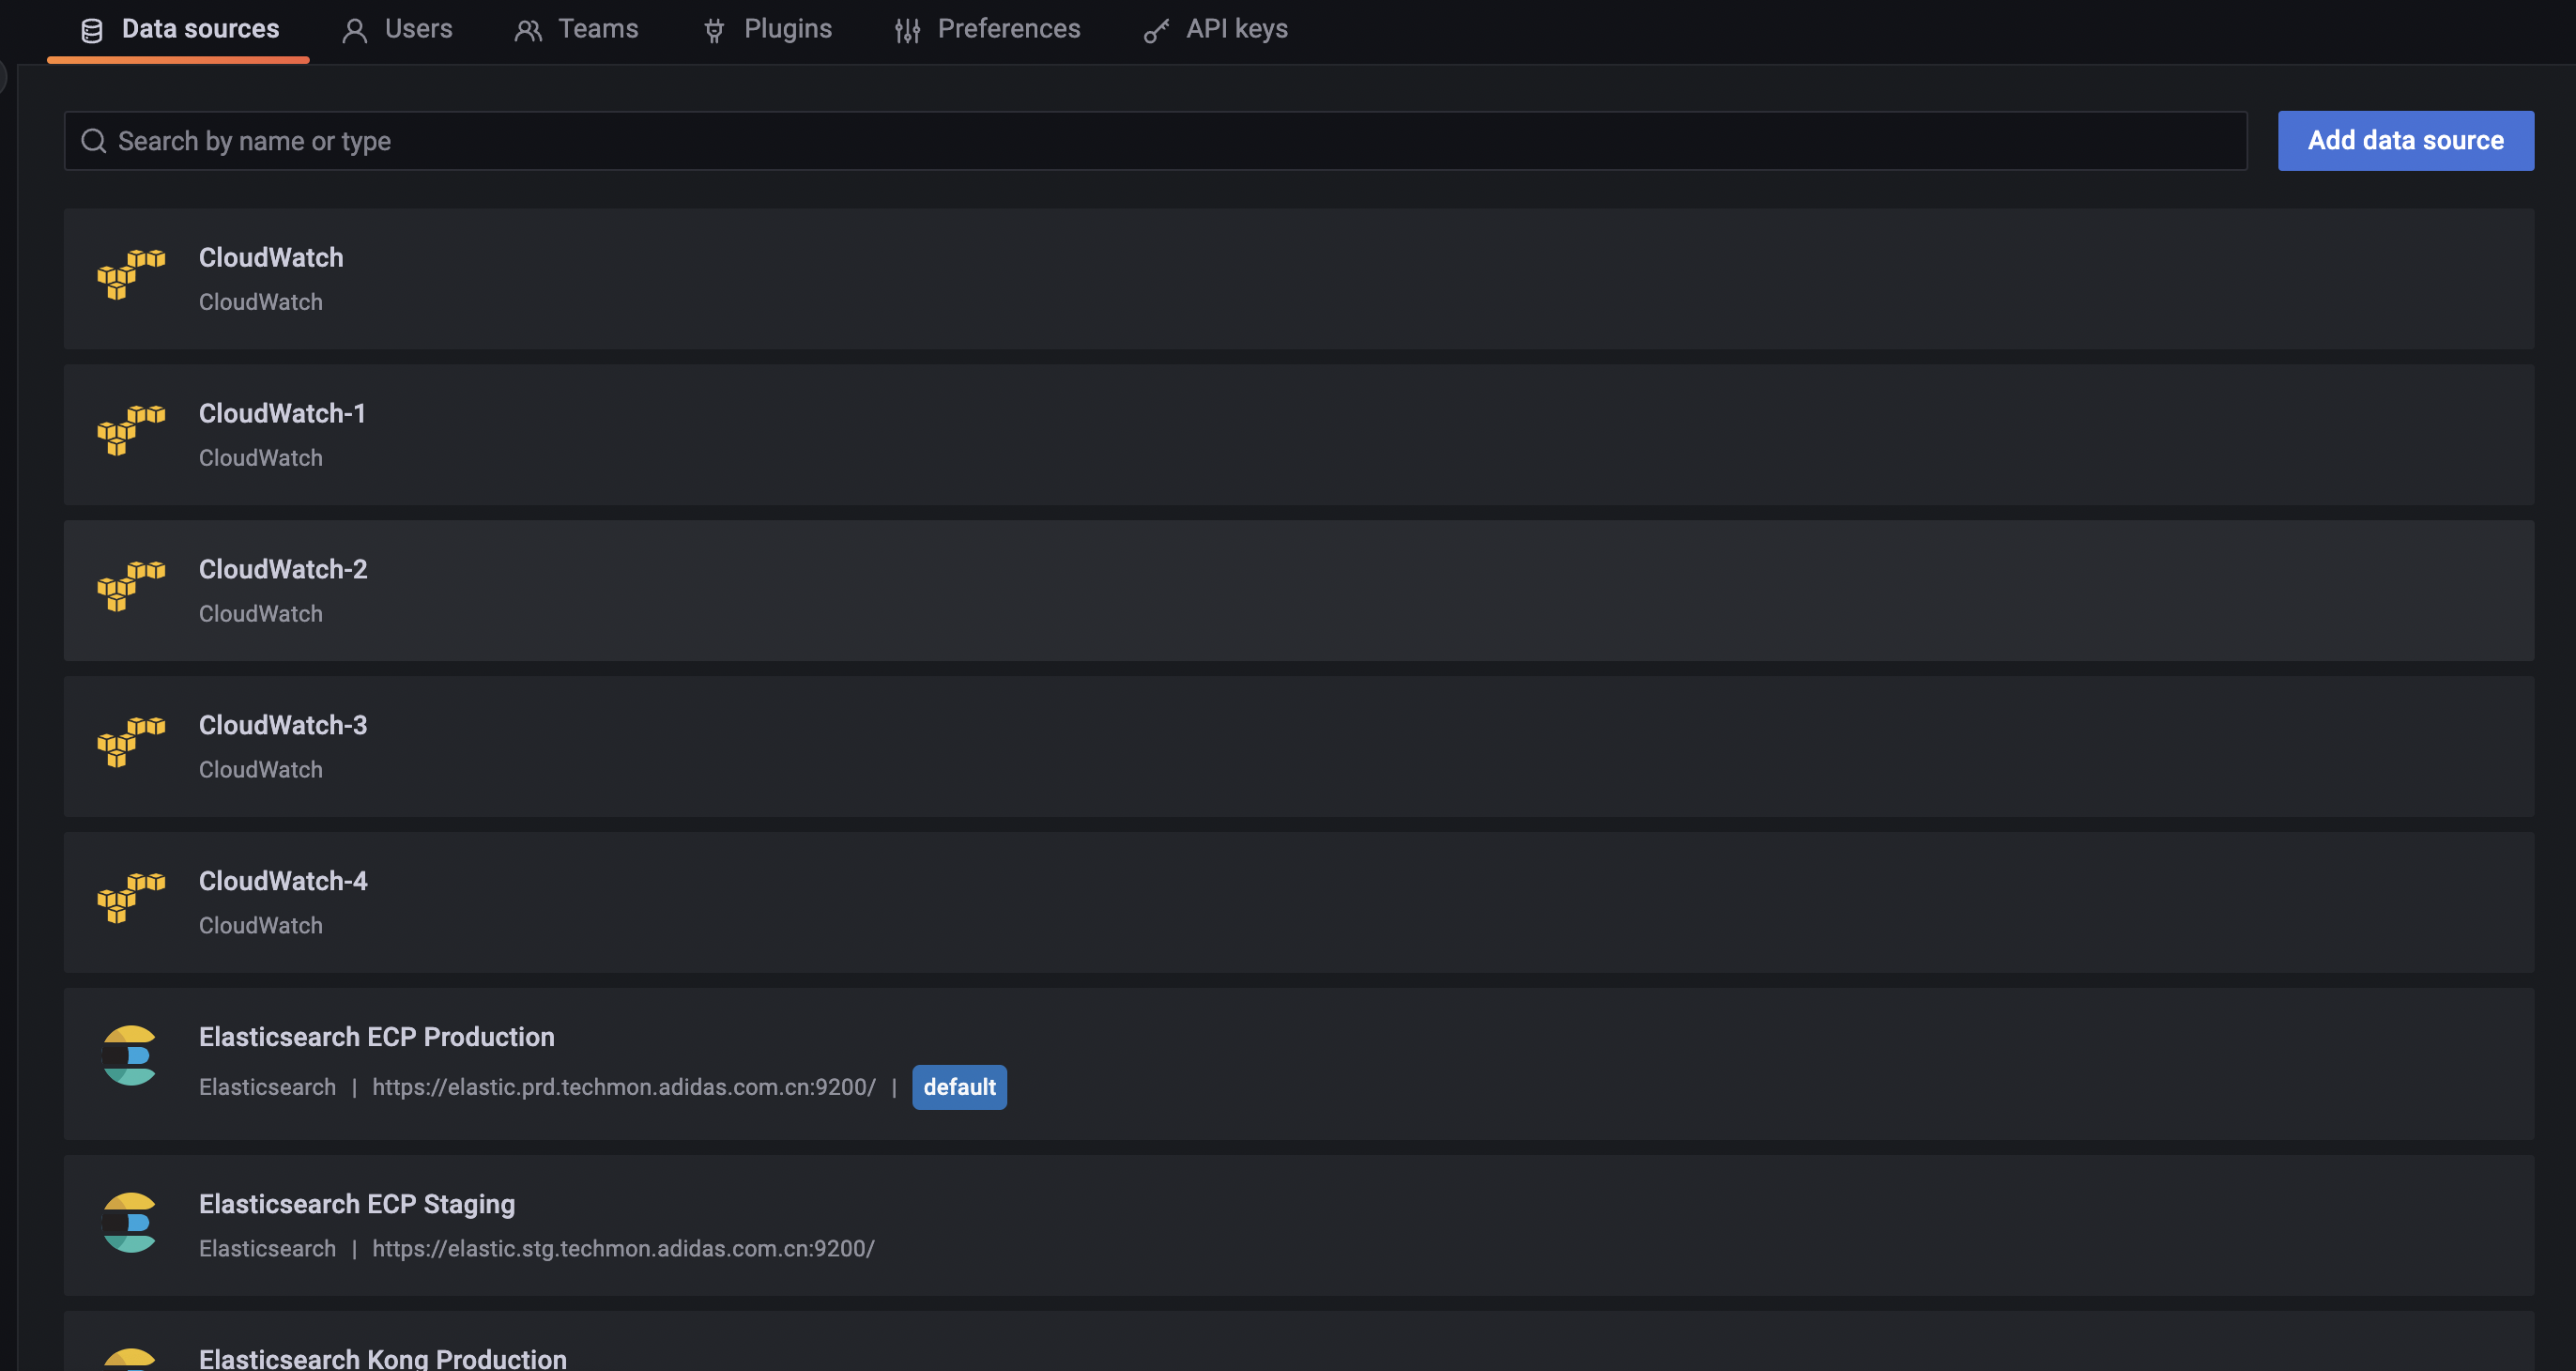 Data sources Users Teams Plugins Preferences API keys
Search by name or type Add data source
CloudWatch
CloudWatch
CloudWatch-1
CloudWatch
CloudWatch-2
CloudWatch
CloudWatch-3
CloudWatch
CloudWatch-4
CloudWatch
Elasticsearch ECP Production
Elasticsearch | https://elastic.prd.techmon.adidas.com.cn:9200/ | default
Elasticsearch ECP Staging
Elasticsearch | https://elastic.stg.techmon.adidas.com.cn:9200/
Elasticsearch Kong Production